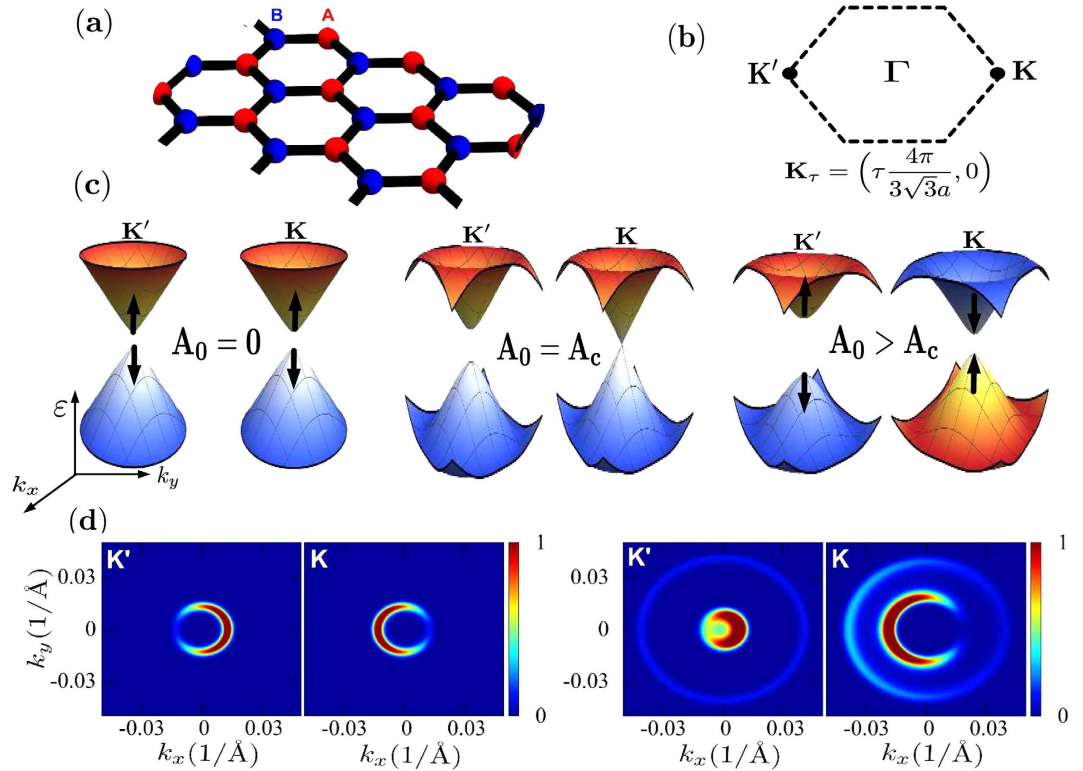 (a)
B A
(b)
K′ Γ K
K_τ = (τ 4π/(3√3a), 0)
(c)
K′ K K′ K K′ K
A₀ = 0 A₀ = A_c A₀ > A_c
ε
k_x k_y
(d)
K' K 1 K' K 1
0.03 0.03
k_y(1/Å) 0 0
-0.03 -0.03
0 0
-0.03 0 0.03 -0.03 0 0.03 -0.03 0 0.03 -0.03 0 0.03
k_x(1/Å) k_x(1/Å) k_x(1/Å) k_x(1/Å)